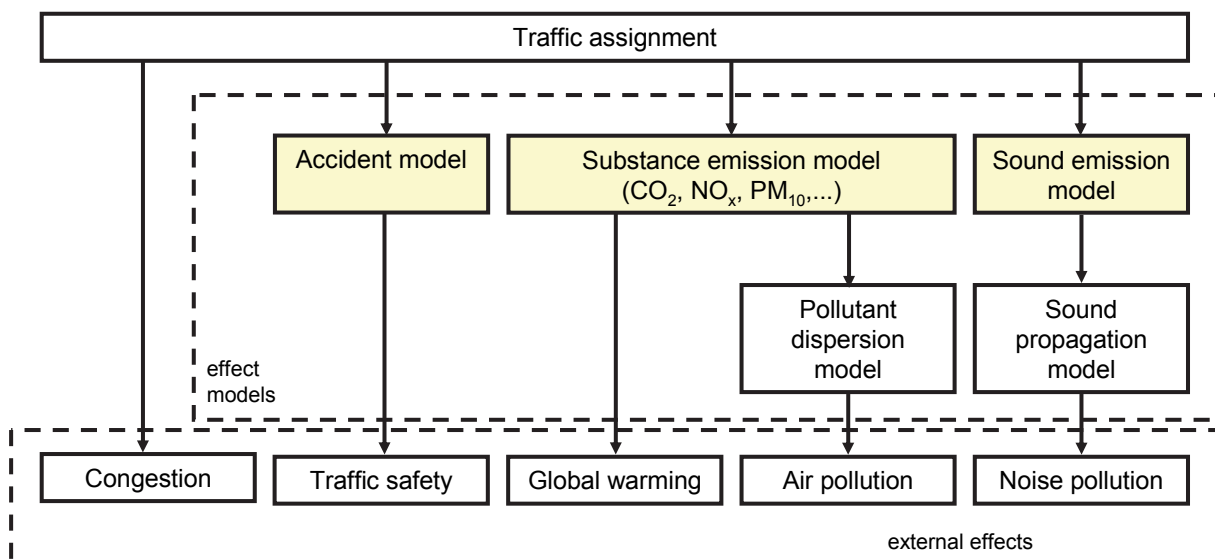 Traffic assignment
Accident model
Substance emission model
(CO₂, NOₓ, PM₁₀,...)
Sound emission
model
Pollutant
dispersion
model
Sound
propagation
model
effect
models
Congestion
Traffic safety
Global warming
Air pollution
Noise pollution
external effects